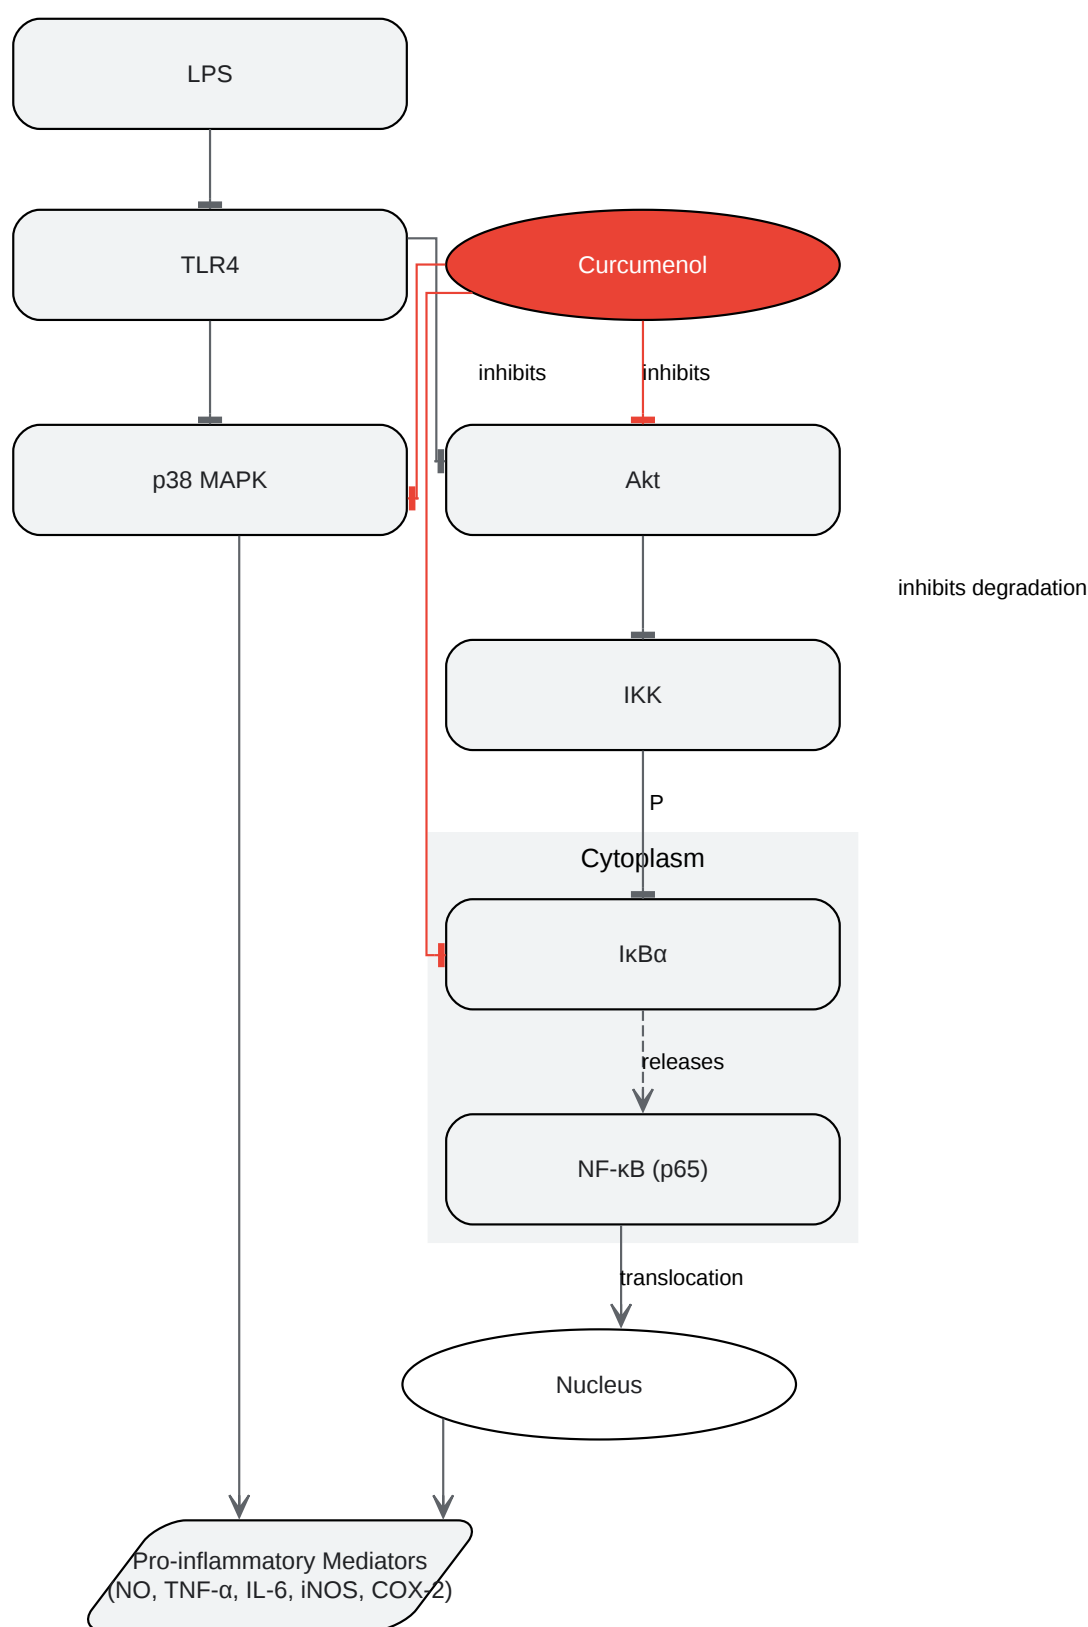 LPS
TLR4
Curcumenol
inhibits
inhibits
p38 MAPK
Akt
inhibits degradation
IKK
P
Cytoplasm
IκBα
releases
NF-κB (p65)
translocation
Nucleus
Pro-inflammatory Mediators
(NO, TNF-α, IL-6, iNOS, COX-2)